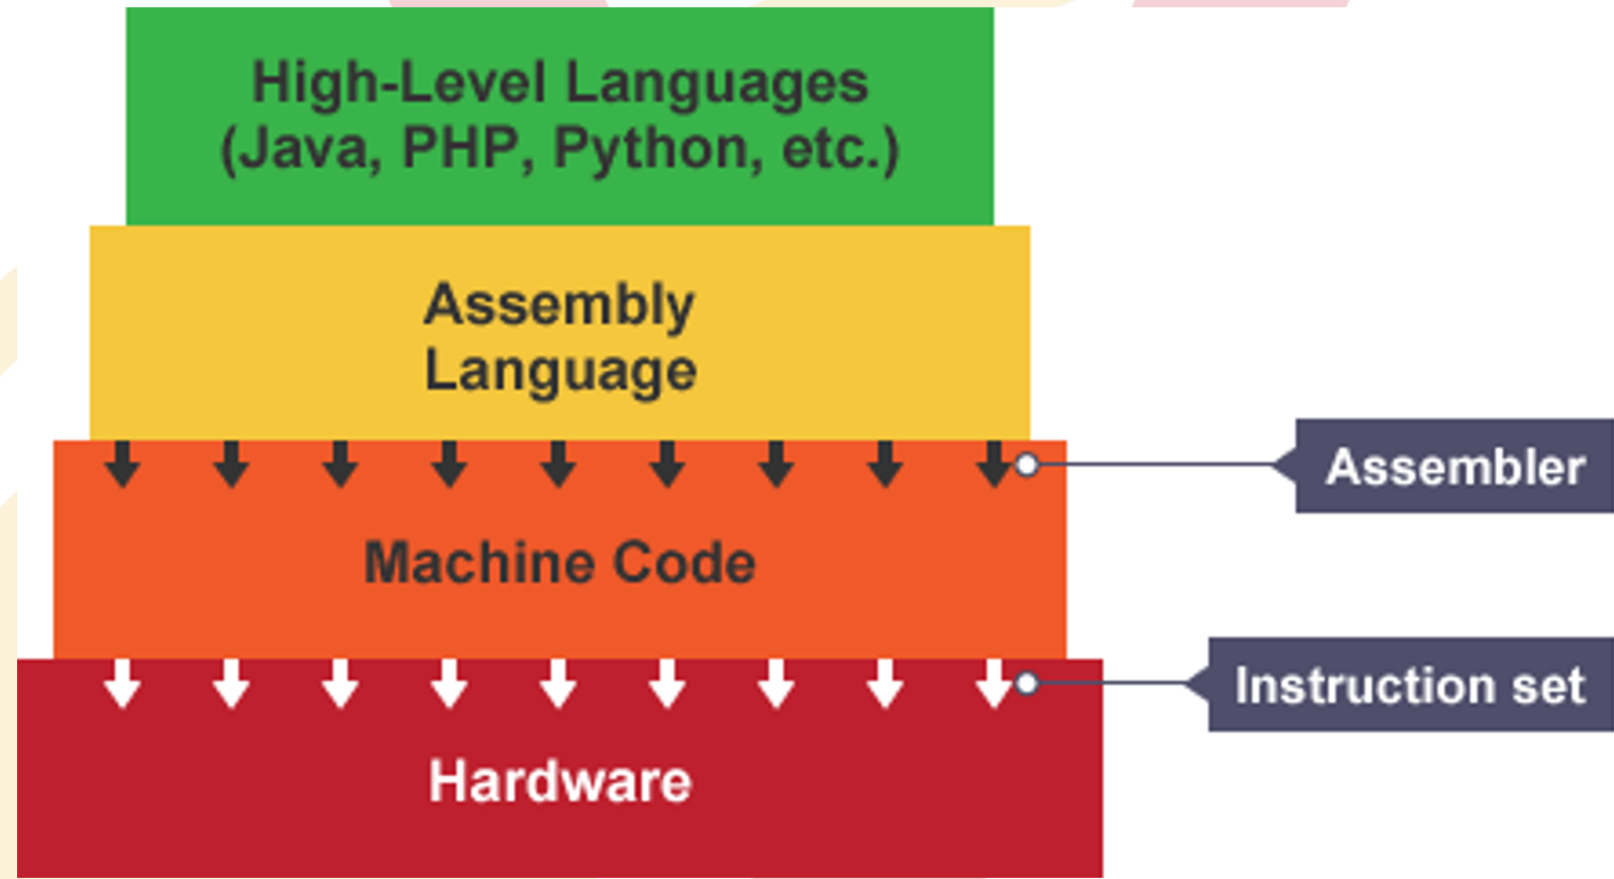 High-Level Languages
(Java, PHP, Python, etc.)
Assembly
Language
Assembler
Machine Code
Instruction set
Hardware